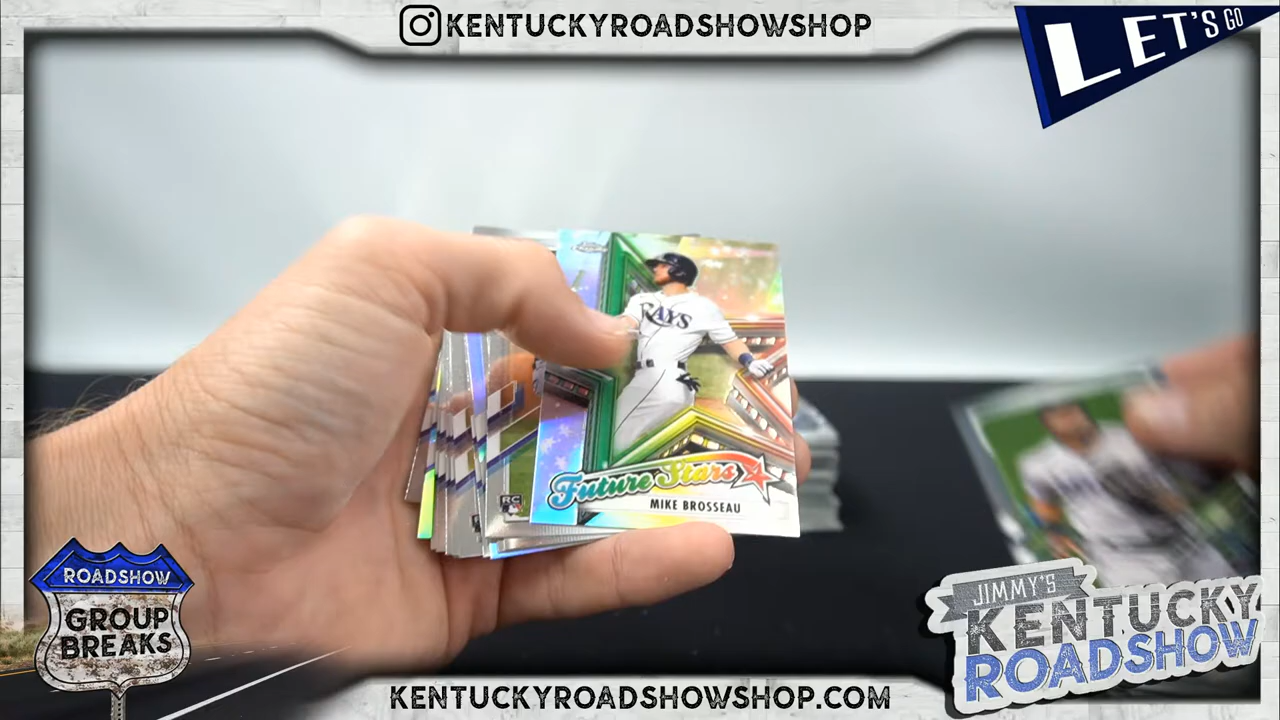 KENTUCKYROADSHOWSHOP
LET'S GO
RAYS
Future Stars
MIKE BROSSEAU
RC
ROADSHOW
GROUP
BREAKS
JIMMY'S
KENTUCKY
ROADSHOW
KENTUCKYROADSHOWSHOP.COM